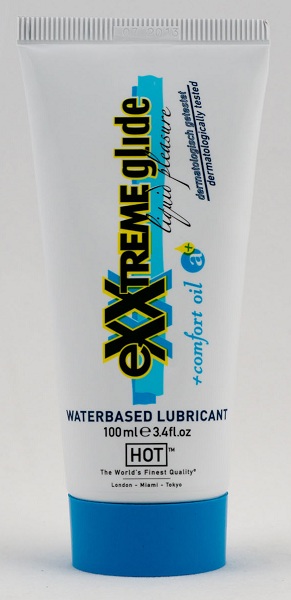 eXXTREME glide
liquid pleasure
dermatologisch getestet
dermatologically tested
+comfort oil a+
WATERBASED LUBRICANT
100 ml e 3.4fl.oz
HOT™
The World's Finest Quality®
London - Miami - Tokyo